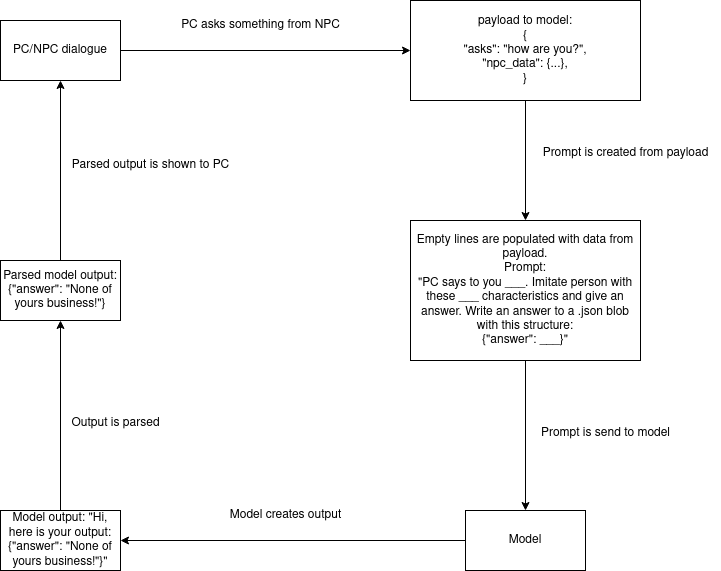 PC asks something from NPC
PC/NPC dialogue
payload to model:
{
"asks": "how are you?",
"npc_data": {...},
}
Prompt is created from payload
Parsed output is shown to PC
Empty lines are populated with data from
payload.
Prompt:
"PC says to you ___. Imitate person with
these ___ characteristics and give an
answer. Write an answer to a .json blob
with this structure:
{"answer": ___}"
Parsed model output:
{"answer": "None of
yours business!"}
Output is parsed
Prompt is send to model
Model output: "Hi,
here is your output:
{"answer": "None of
yours business!"}"
Model creates output
Model